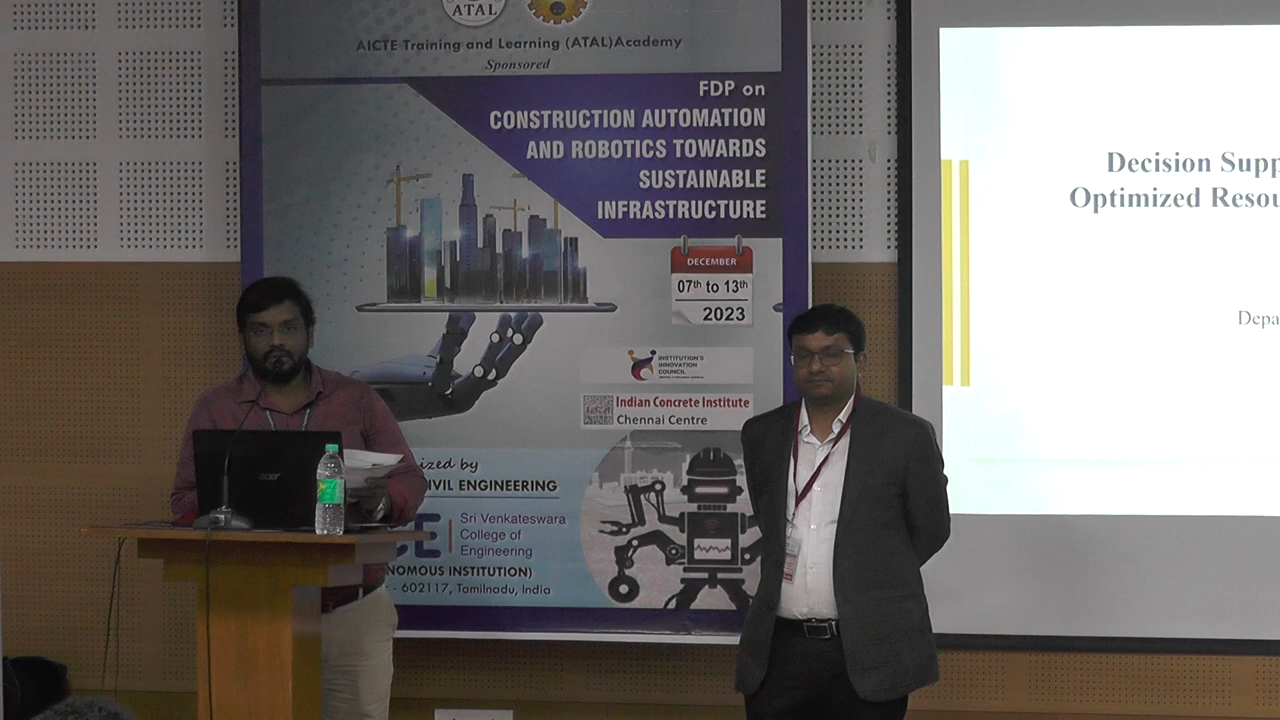 ATAL
AICTE Training and Learning (ATAL)Academy
Sponsored
FDP on
CONSTRUCTION AUTOMATION
AND ROBOTICS TOWARDS
SUSTAINABLE
INFRASTRUCTURE
DECEMBER
07th to 13th
2023
INSTITUTION'S
INNOVATION
COUNCIL
Indian Concrete Institute
Chennai Centre
ized by
IVIL ENGINEERING
CE
Sri Venkateswara
College of
Engineering
NOMOUS INSTITUTION)
- 602117, Tamilnadu, India
acer
Decision Supp
Optimized Resou
Depa